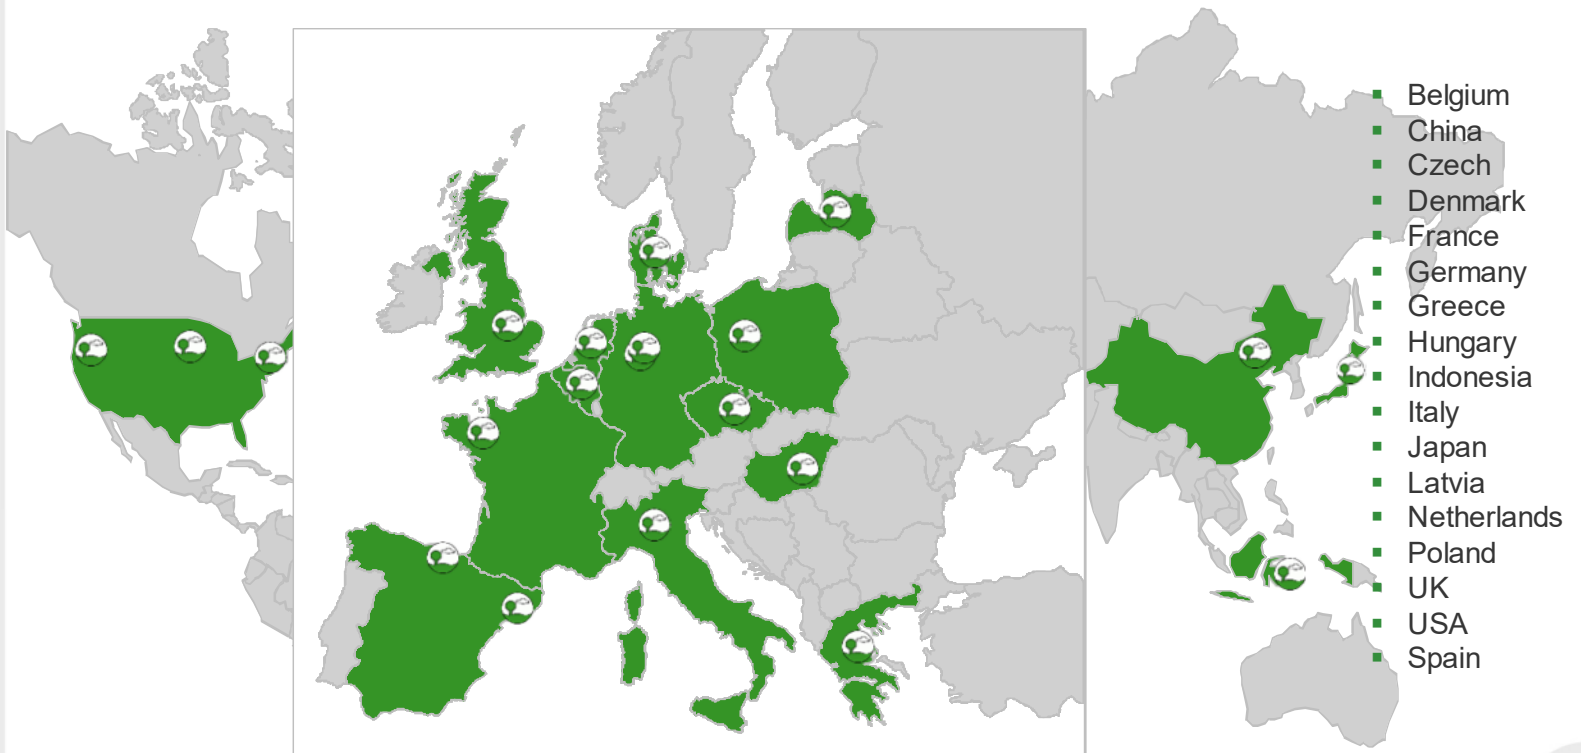 Belgium
China
Czech
Denmark
France
Germany
Greece
Hungary
Indonesia
Italy
Japan
Latvia
Netherlands
Poland
UK
USA
Spain